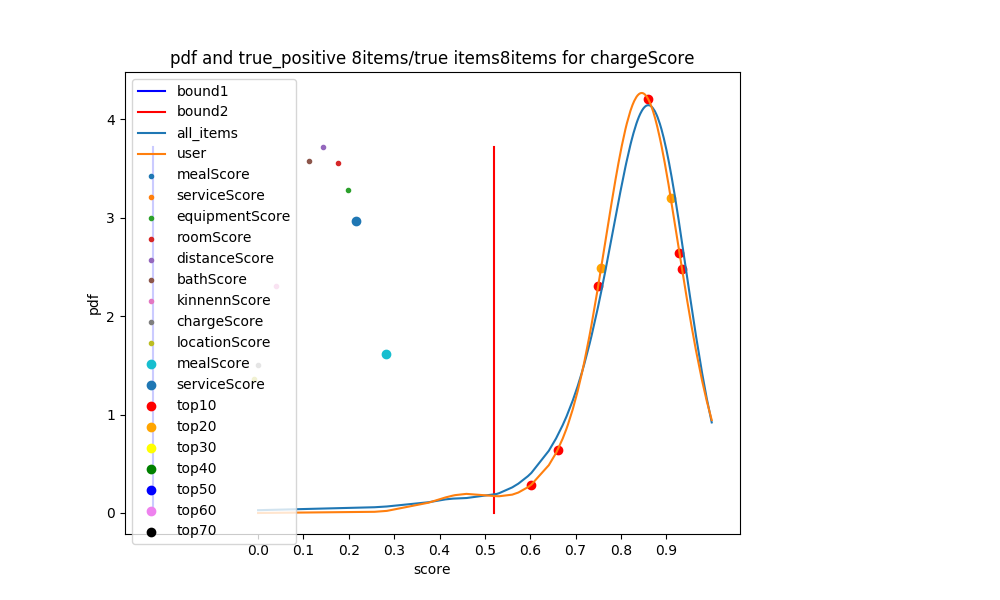 pdf and true_positive 8items/true items8items for chargeScore
bound1
bound2
all_items
user
mealScore
serviceScore
equipmentScore
roomScore
distanceScore
bathScore
kinnennScore
chargeScore
locationScore
mealScore
serviceScore
top10
top20
top30
top40
top50
top60
top70
pdf
4
3
2
1
0
0.0 0.1 0.2 0.3 0.4 0.5 0.6 0.7 0.8 0.9
score